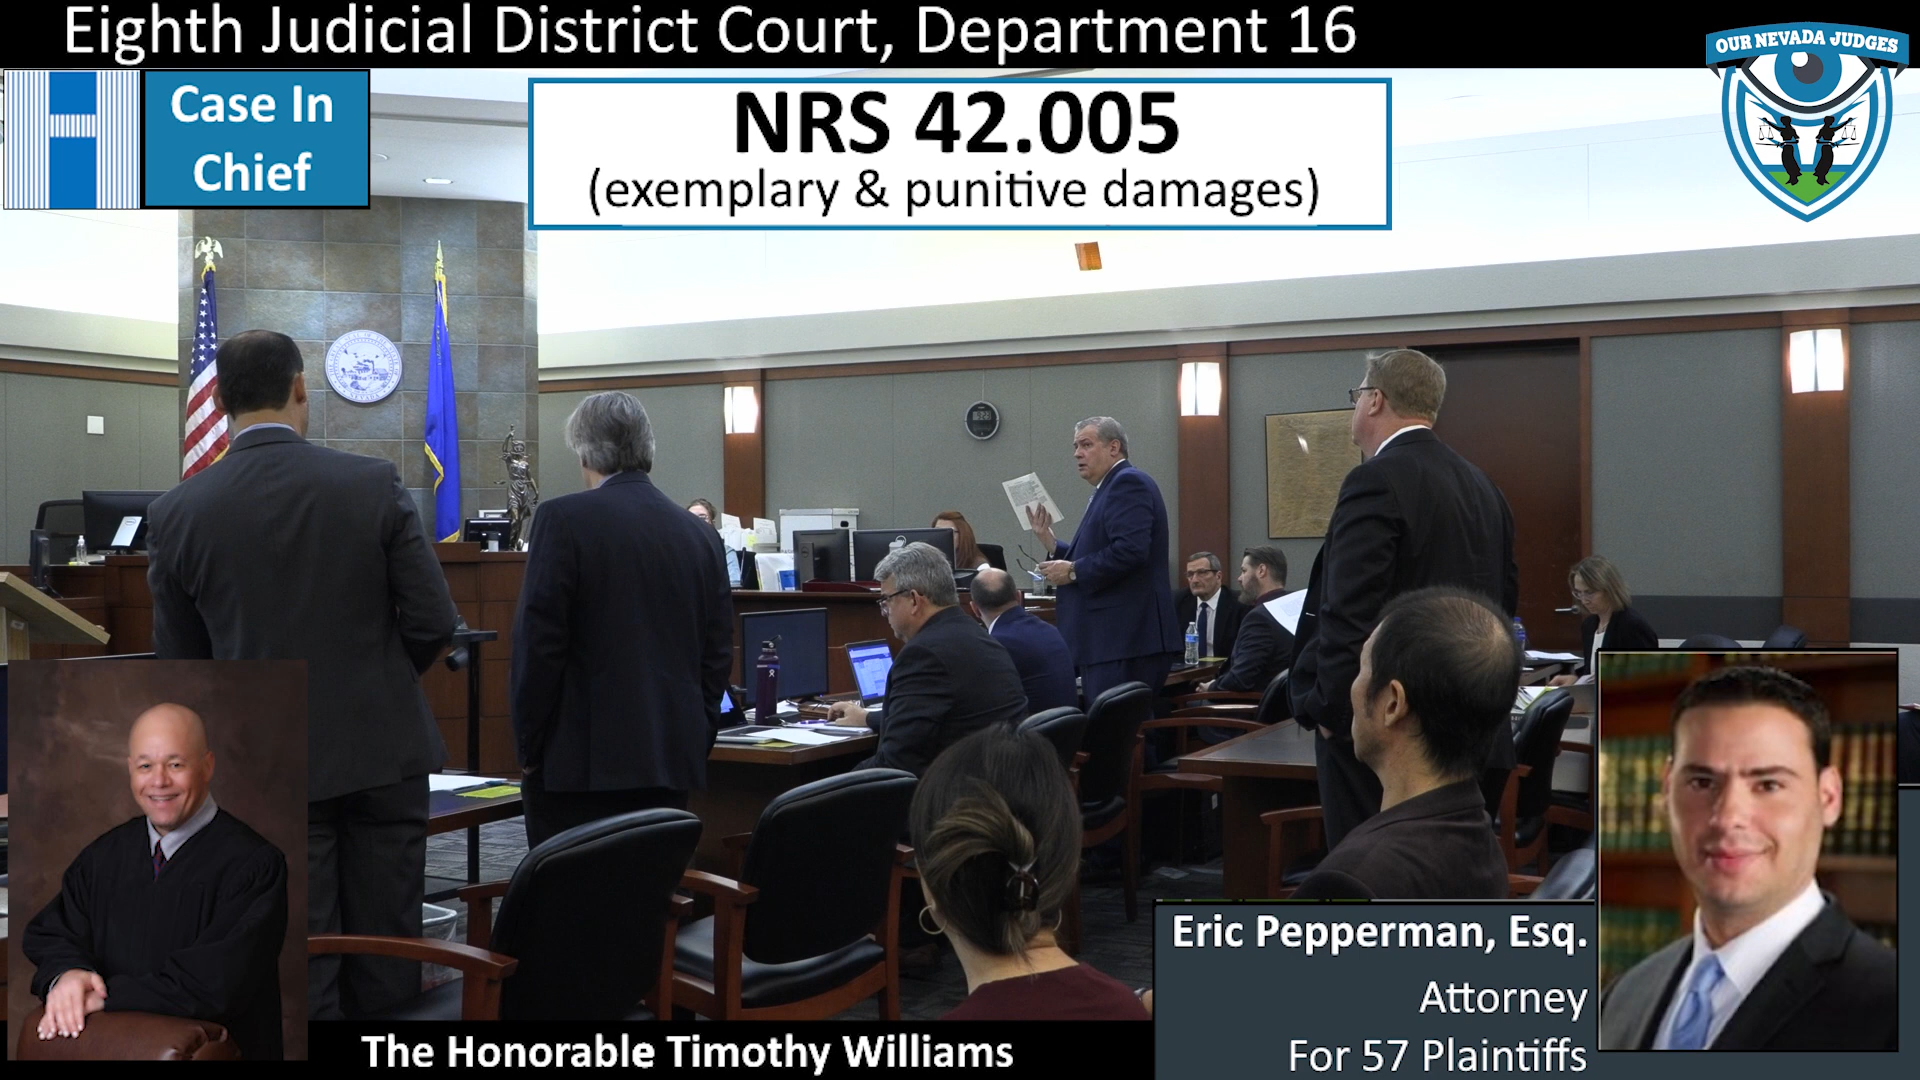 Eighth Judicial District Court, Department 16
OUR NEVADA JUDGES
Case In
Chief
NRS 42.005
(exemplary & punitive damages)
Eric Pepperman, Esq.
Attorney
For 57 Plaintiffs
The Honorable Timothy Williams